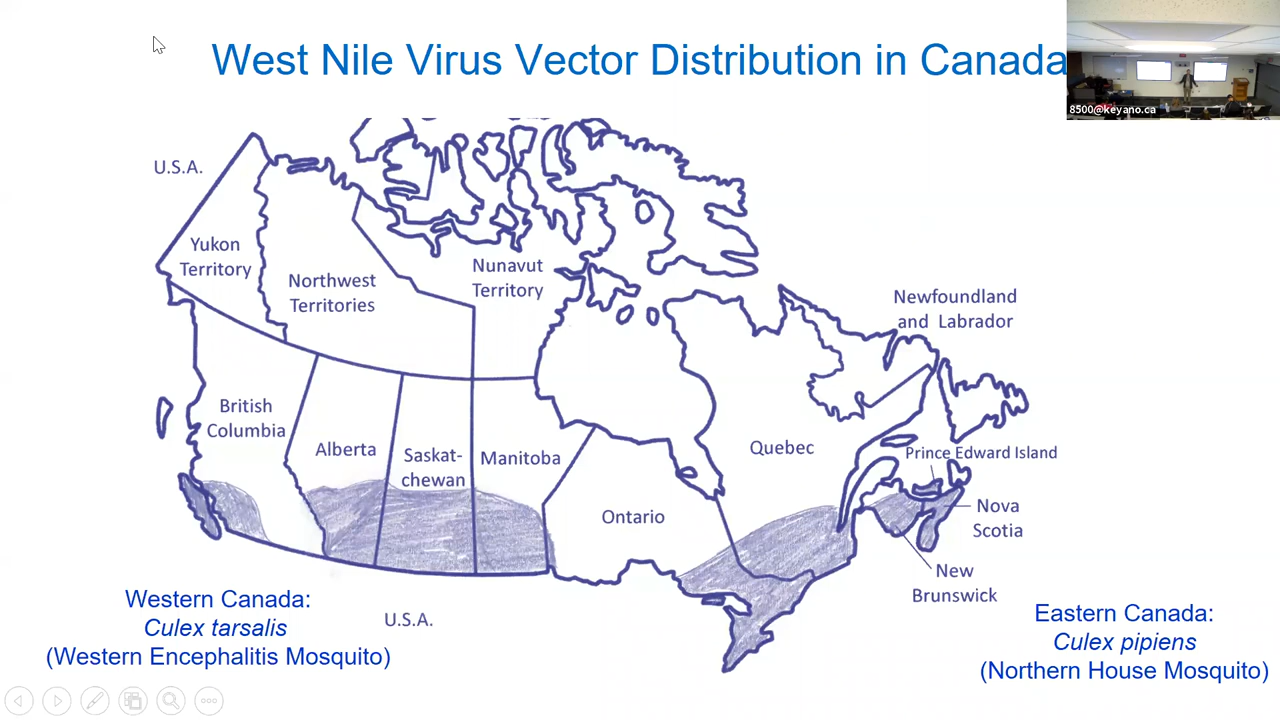 West Nile Virus Vector Distribution in Canada
8500@keyano.ca
U.S.A.
Yukon
Territory
Northwest
Territories
Nunavut
Territory
Newfoundland
and Labrador
British
Columbia
Alberta
Saskat-
chewan
Manitoba
Ontario
Quebec
Prince Edward Island
Nova
Scotia
New
Brunswick
U.S.A.
Western Canada:
Culex tarsalis
(Western Encephalitis Mosquito)
Eastern Canada:
Culex pipiens
(Northern House Mosquito)